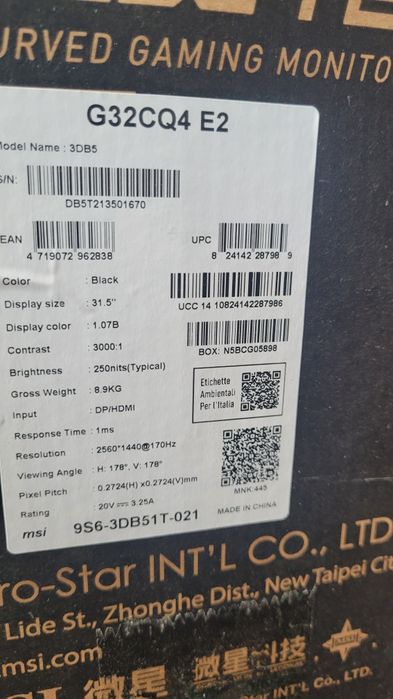 URVED GAMING MONITO
G32CQ4 E2
Model Name : 3DB5
S/N:
DB5T213501670
EAN
4 719072 962838
UPC
8 24142 28798 9
Color : Black
UCC 14 10824142287986
Display size : 31.5"
Display color : 1.07B
BOX: N5BCG05898
Contrast : 3000:1
Brightness : 250nits(Typical)
Etichette
Ambientali
Per l'Italia
Gross Weight : 8.9KG
Input : DP/HDMI
Response Time : 1ms
Resolution : 2560*1440@170Hz
Viewing Angle : H: 178°, V: 178°
Pixel Pitch : 0.2724(H) x0.2724(V)mm
MNK:445
Rating : 20V ⎓ 3.25A
MADE IN CHINA
msi 9S6-3DB51T-021
ro-Star INT'L CO., LTD
Lide St., Zhonghe Dist., New Taipei Cit
.msi.com
微星 微星科技
Co., Ltd.